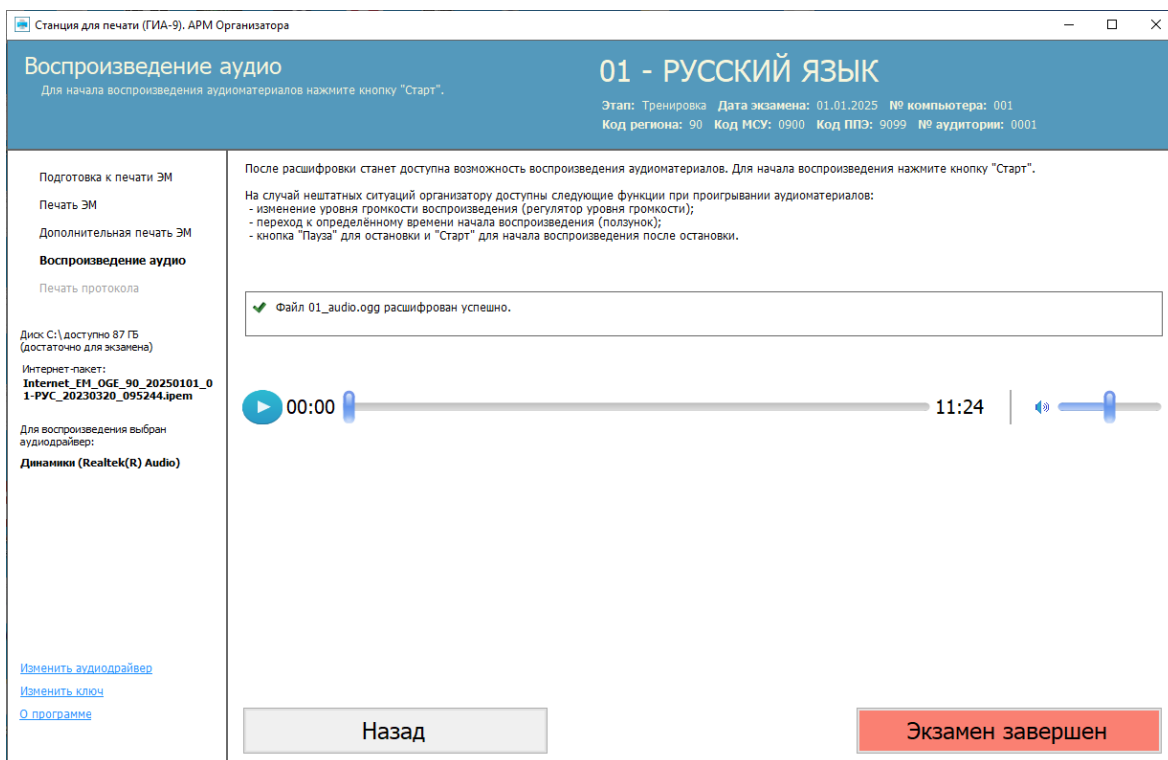 Станция для печати (ГИА-9). АРМ Организатора
Воспроизведение аудио
Для начала воспроизведения аудиоматериалов нажмите кнопку "Старт".
01 - РУССКИЙ ЯЗЫК
Этап: Тренировка Дата экзамена: 01.01.2025 № компьютера: 001
Код региона: 90 Код МСУ: 0900 Код ППЭ: 9099 № аудитории: 0001
Подготовка к печати ЭМ
Печать ЭМ
Дополнительная печать ЭМ
Воспроизведение аудио
Печать протокола
Диск C:\ доступно 87 ГБ
(достаточно для экзамена)
Интернет-пакет:
Internet_EM_OGE_90_20250101_0
1-РУС_20230320_095244.ipem
Для воспроизведения выбран
аудиодрайвер:
Динамики (Realtek(R) Audio)
Изменить аудиодрайвер
Изменить ключ
О программе
После расшифровки станет доступна возможность воспроизведения аудиоматериалов. Для начала воспроизведения нажмите кнопку "Старт".
На случай нештатных ситуаций организатору доступны следующие функции при проигрывании аудиоматериалов:
- изменение уровня громкости воспроизведения (регулятор уровня громкости);
- переход к определённому времени начала воспроизведения (ползунок);
- кнопка "Пауза" для остановки и "Старт" для начала воспроизведения после остановки.
Файл 01_audio.ogg расшифрован успешно.
00:00 11:24
Назад
Экзамен завершен